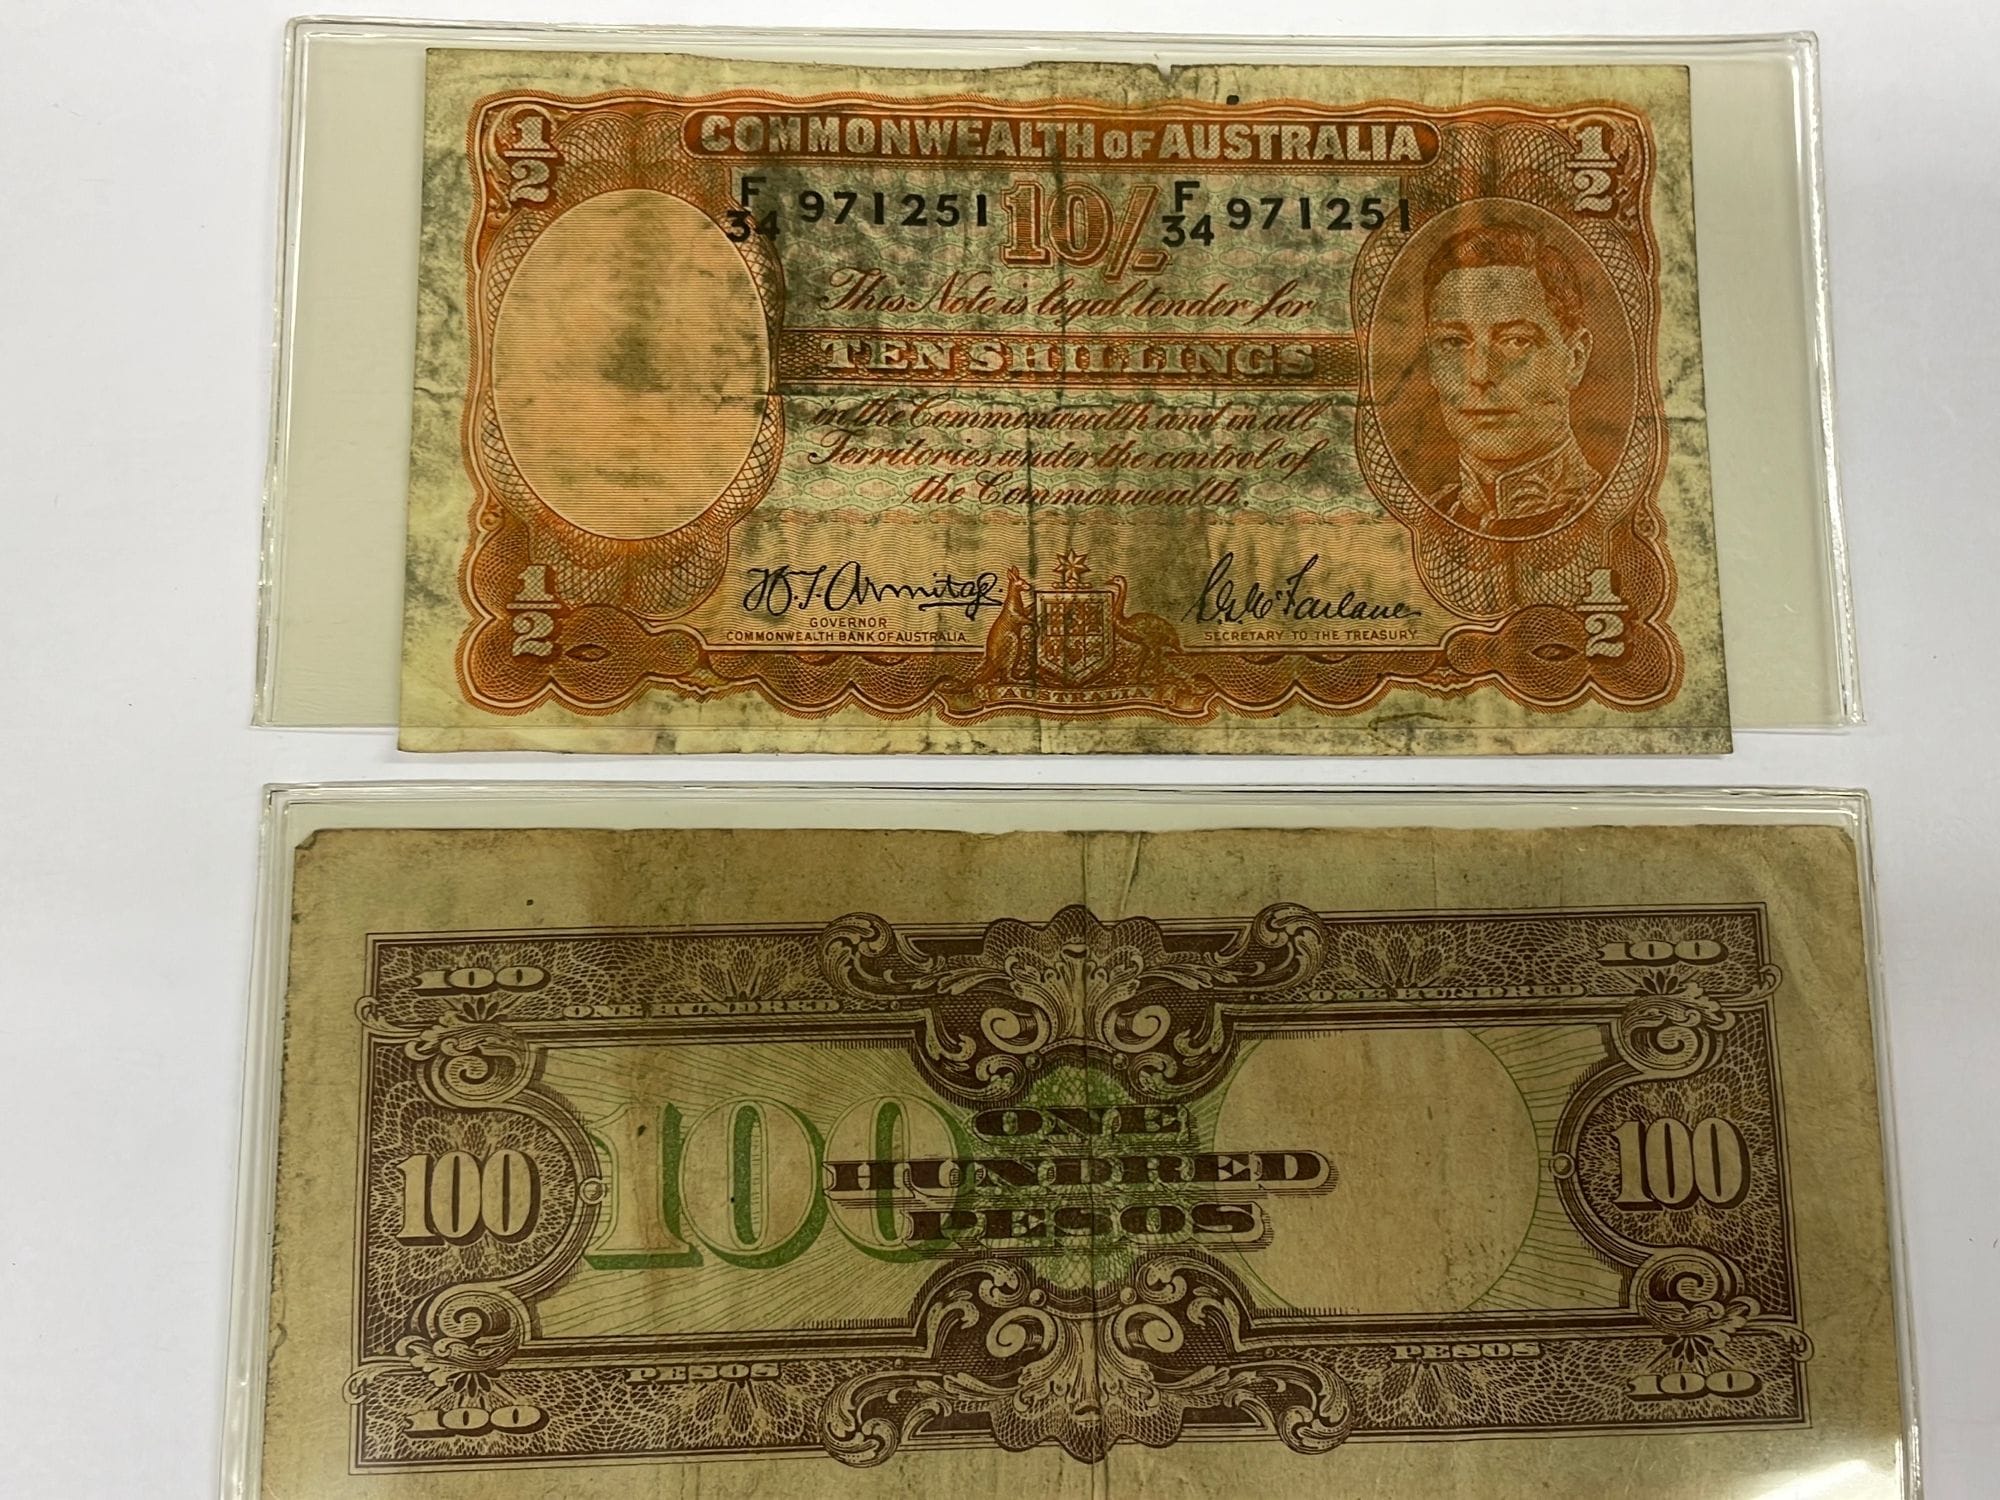 1/2
COMMONWEALTH OF AUSTRALIA
1/2
F/34 971251
10/-
F/34 971251
This Note is legal tender for
TEN SHILLINGS
in the Commonwealth and in all
Territories under the control of
the Commonwealth.
1/2
W.T. Armitage
GOVERNOR
COMMONWEALTH BANK OF AUSTRALIA.
S.G. McFarlane
SECRETARY TO THE TREASURY
1/2
AUSTRALIA
100
100
ONE HUNDRED
ONE HUNDRED
100
100
ONE
HUNDRED
PESOS
100
PESOS
PESOS
100
100